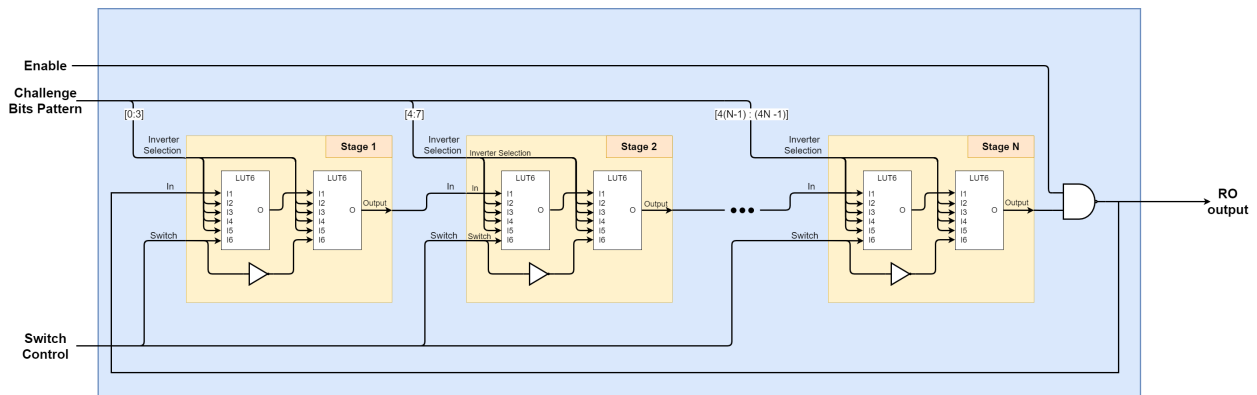 Enable
Challenge
Bits Pattern
[0:3]
[4:7]
[4(N-1) : (4N -1)]
Inverter
Selection
Stage 1
LUT6
LUT6
In
I1
I2
I3
I4
I5
I6
O
I1
I2
I3
I4
I5
I6
O
Output
Switch
Inverter
Selection
Inverter Selection
Stage 2
LUT6
LUT6
In
In
I1
I2
I3
I4
I5
I6
O
I1
I2
I3
I4
I5
I6
O
Output
Switch
Switch
Inverter
Selection
Stage N
LUT6
LUT6
In
I1
I2
I3
I4
I5
I6
O
I1
I2
I3
I4
I5
I6
O
Output
Switch
RO
output
Switch
Control